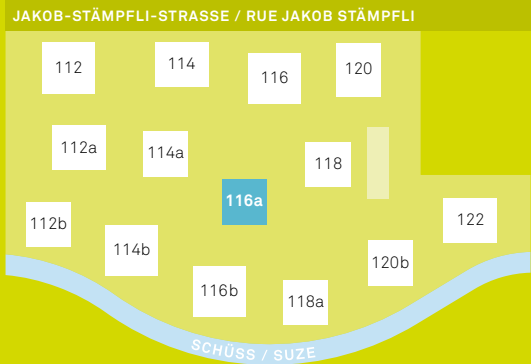 JAKOB-STÄMPFLI-STRASSE / RUE JAKOB STÄMPFLI
112
114
116
120
112a
114a
118
116a
112b
114b
122
120b
116b
118a
SCHÜSS / SUZE